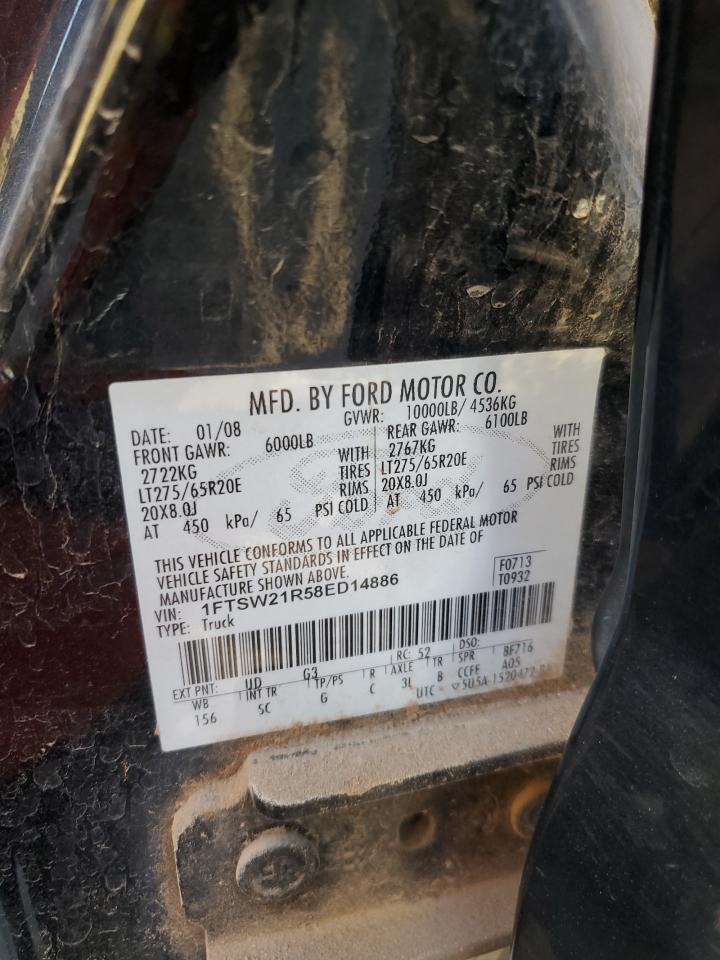 MFD. BY FORD MOTOR CO.
DATE: 01/08 GVWR: 10000LB/ 4536KG
FRONT GAWR: 6000LB REAR GAWR: 6100LB
2722KG WITH 2767KG WITH
LT275/65R20E TIRES LT275/65R20E TIRES
20X8.0J RIMS 20X8.0J RIMS
AT 450 kPa/ 65 PSI COLD AT 450 kPa/ 65 PSI COLD
THIS VEHICLE CONFORMS TO ALL APPLICABLE FEDERAL MOTOR
VEHICLE SAFETY STANDARDS IN EFFECT ON THE DATE OF
MANUFACTURE SHOWN ABOVE.
VIN: 1FTSW21R58ED14886
TYPE: Truck
F0713
T0932
EXT PNT: UD G3 RC: 52 DSO:
WB INT TR TP/PS R AXLE TR SPR BF716
156 5C G C 3L B CCFE A05
UTC